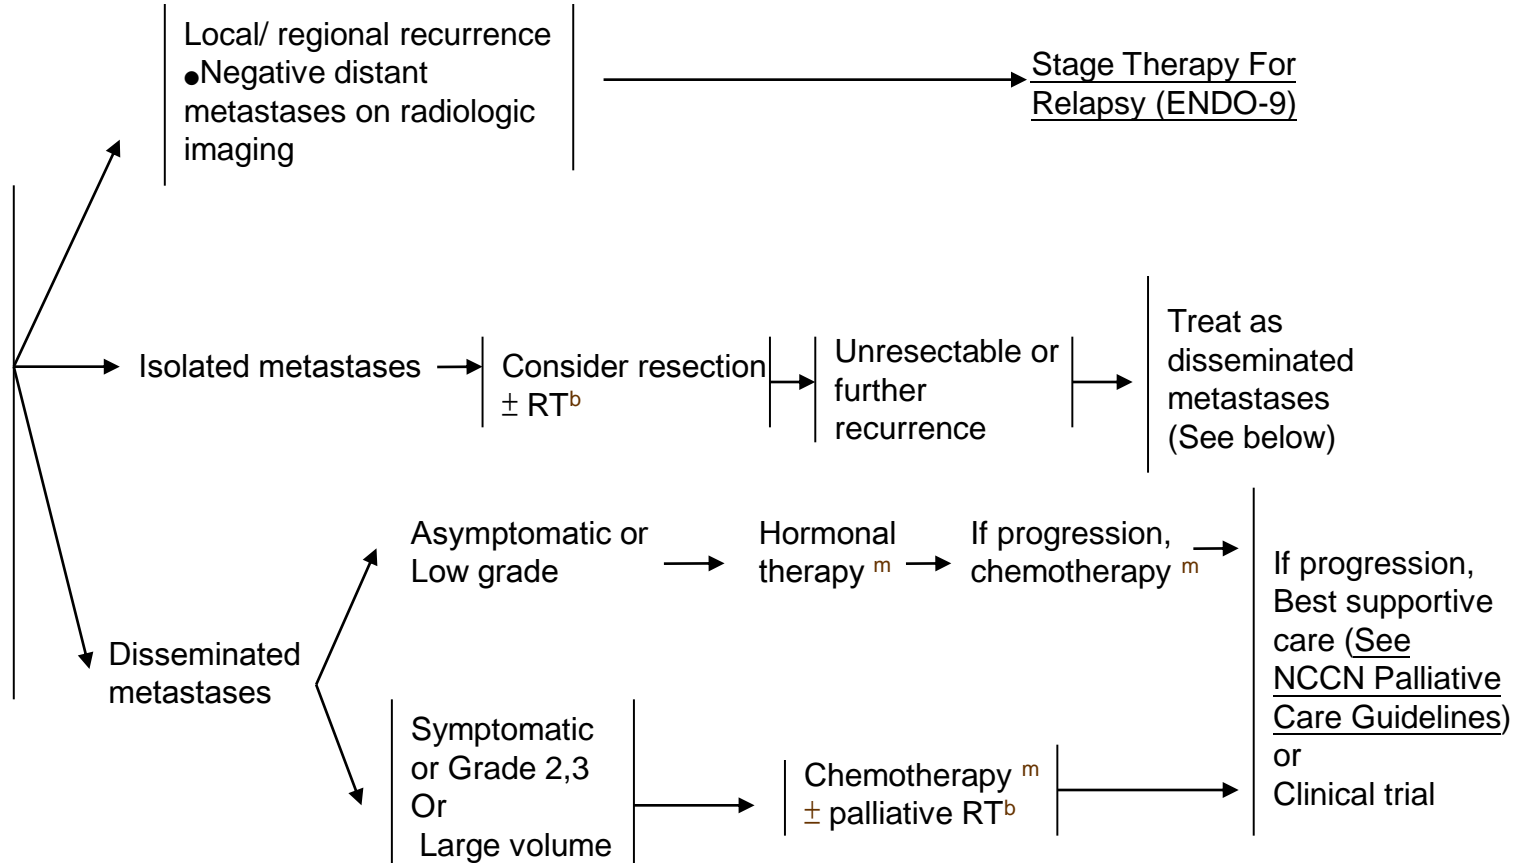 Local/ regional recurrence
●Negative distant
metastases on radiologic
imaging
Stage Therapy For
Relapsy (ENDO-9)
Isolated metastases
Consider resection
± RTᵇ
Unresectable or
further
recurrence
Treat as
disseminated
metastases
(See below)
Disseminated
metastases
Asymptomatic or
Low grade
Hormonal
therapy ᵐ
If progression,
chemotherapy ᵐ
Symptomatic
or Grade 2,3
Or
Large volume
Chemotherapy ᵐ
± palliative RTᵇ
If progression,
Best supportive
care (See
NCCN Palliative
Care Guidelines)
or
Clinical trial